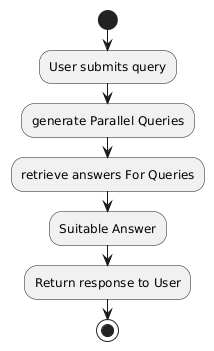 User submits query
generate Parallel Queries
retrieve answers For Queries
Suitable Answer
Return response to User